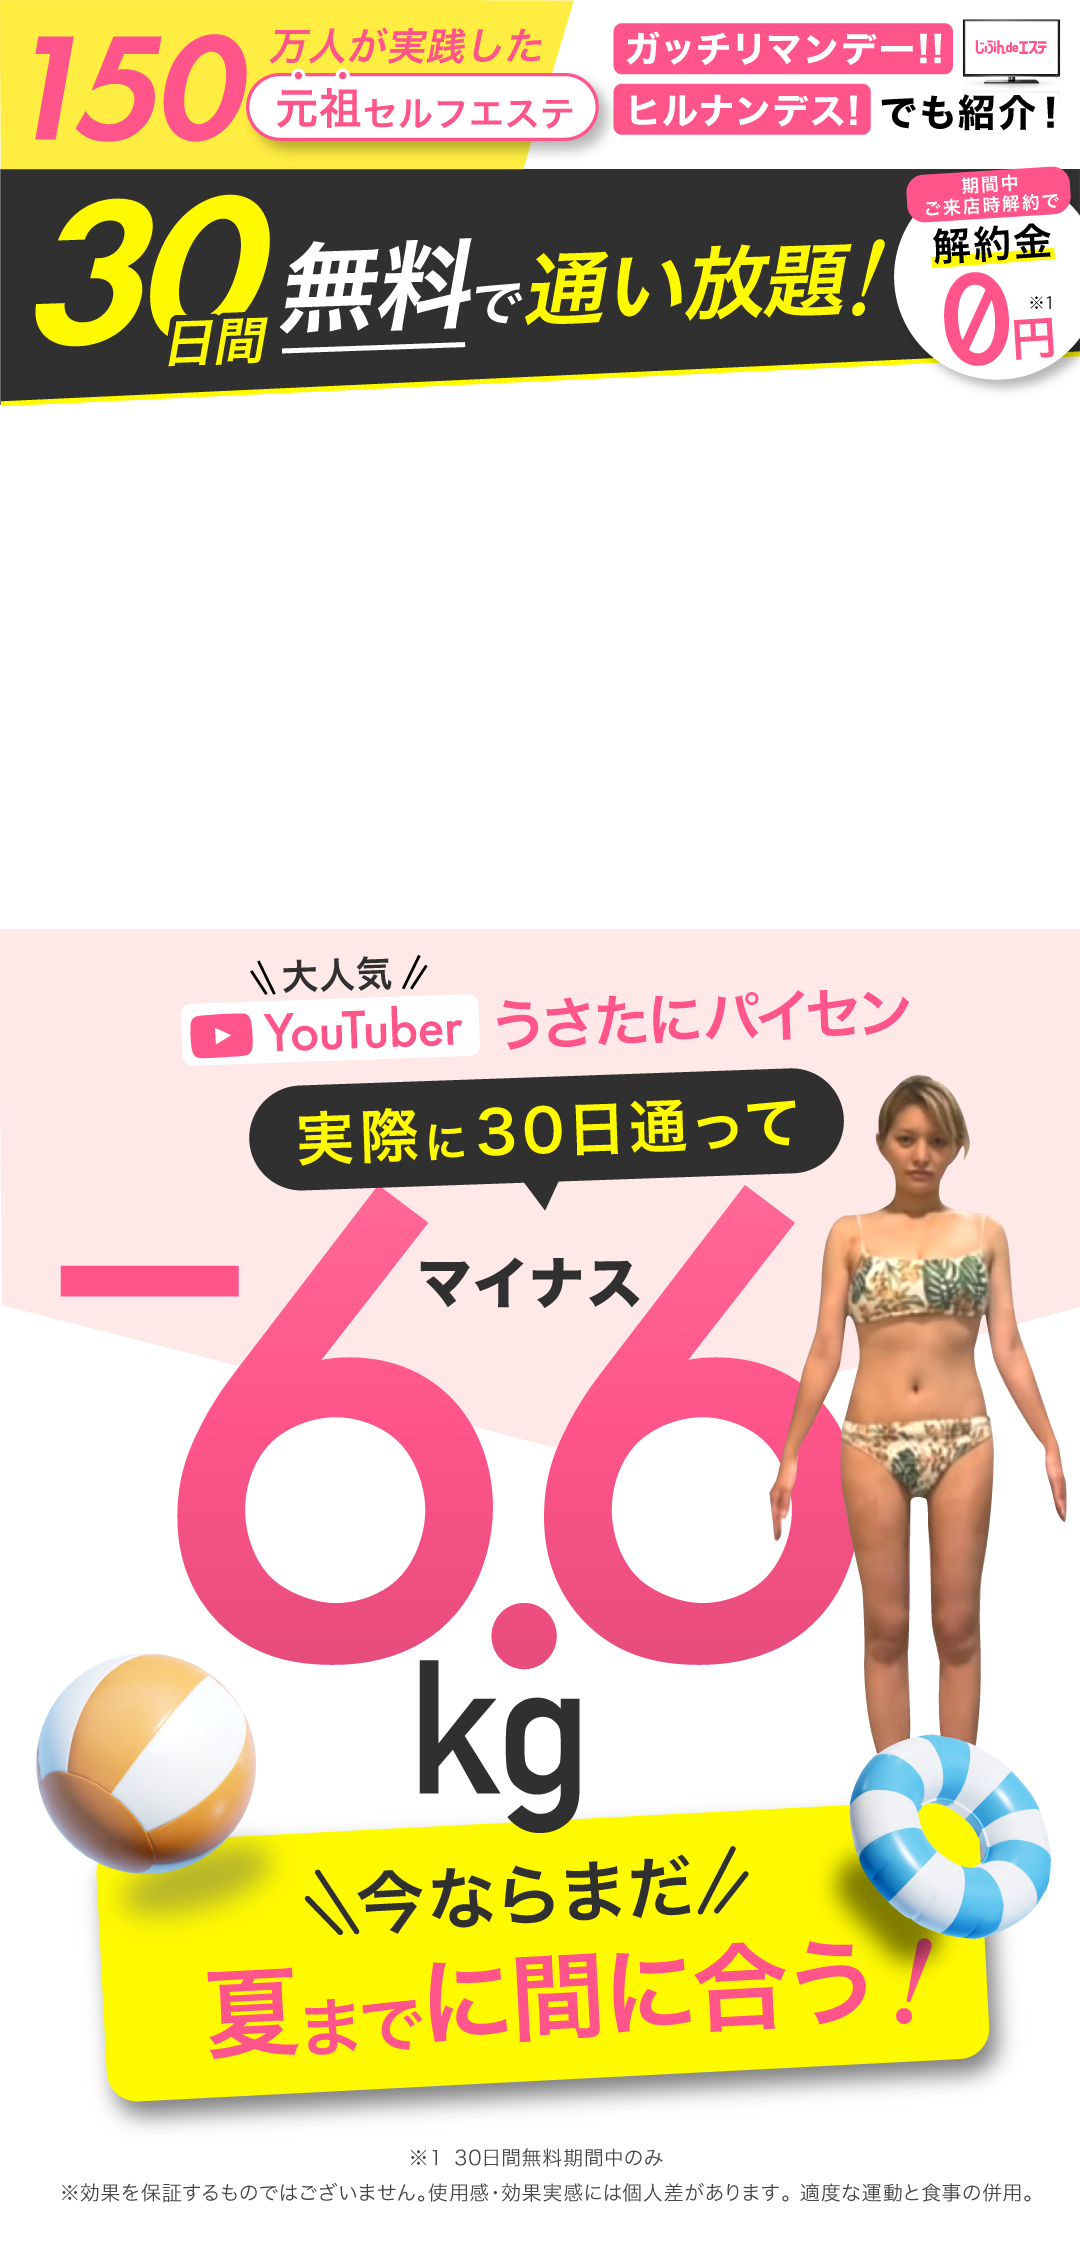 150万人が実践した
元祖セルフエステ
ガッチリマンデー!!
じぶんdeエステ
ヒルナンデス!でも紹介!
30日間無料で通い放題!
期間中
ご来店時解約で
解約金
0円※1
大人気
YouTuber うさたにパイセン
実際に30日通って
マイナス
-6.6
kg
今ならまだ
夏までに間に合う!
※1 30日間無料期間中のみ
※効果を保証するものではございません。使用感・効果実感には個人差があります。適度な運動と食事の併用。